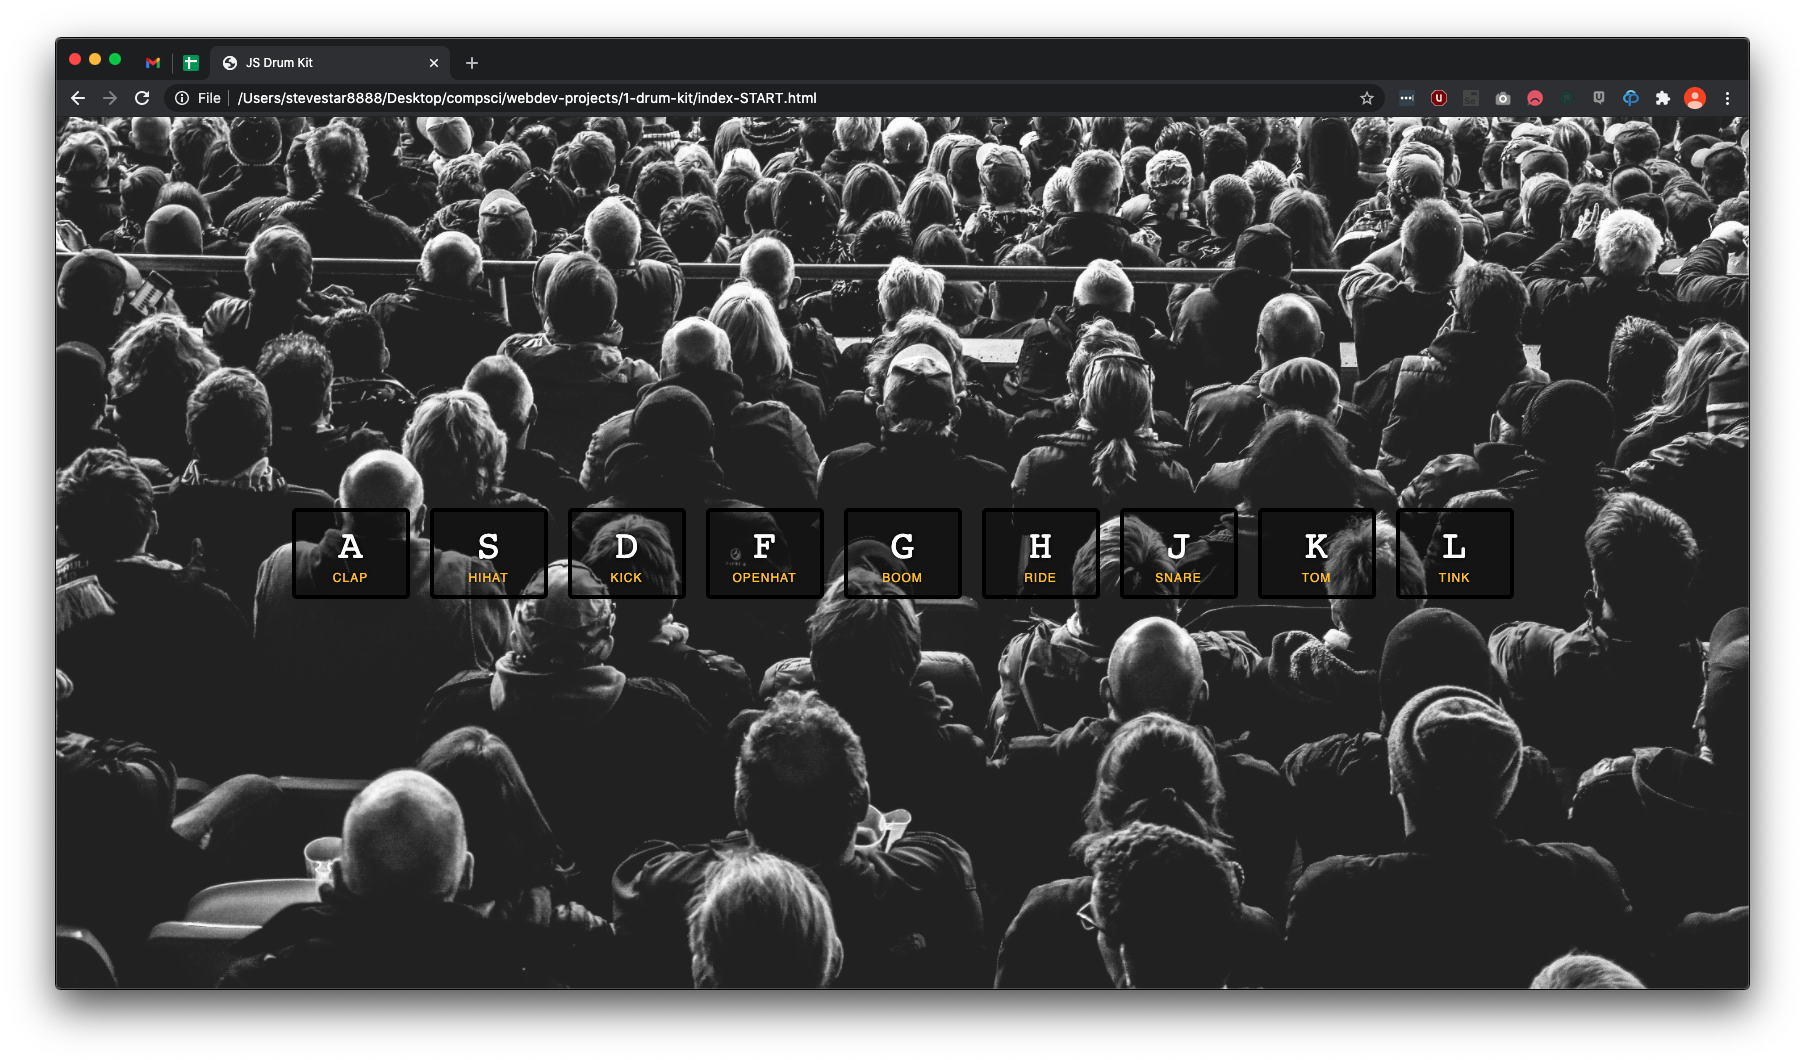 JS Drum Kit
File /Users/stevestar8888/Desktop/compsci/webdev-projects/1-drum-kit/index-START.html
A S D F G H J K L
CLAP HIHAT KICK OPENHAT BOOM RIDE SNARE TOM TINK